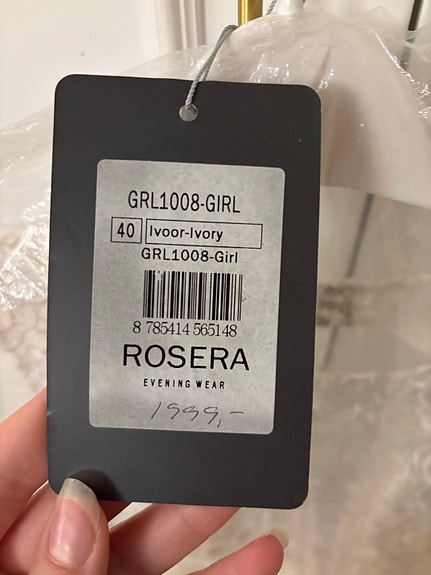 GRL1008-GIRL
40 Ivoor-Ivory
GRL1008-Girl
8 785414 565148
ROSERA
EVENING WEAR
1999,-